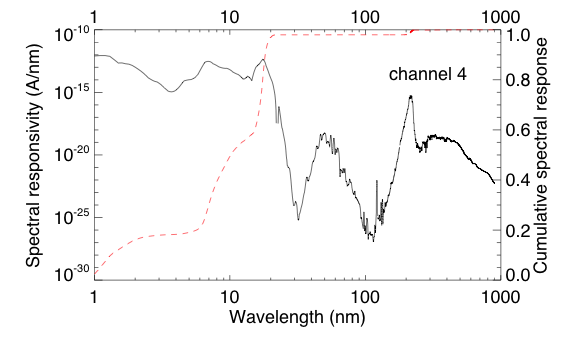 1 10 100 1000
10⁻¹⁰ 1.0
channel 4
10⁻¹⁵ 0.8
0.6
10⁻²⁰
0.4
10⁻²⁵ 0.2
10⁻³⁰ 0.0
Spectral responsivity (A/nm)
Cumulative spectral response
1 10 100 1000
Wavelength (nm)